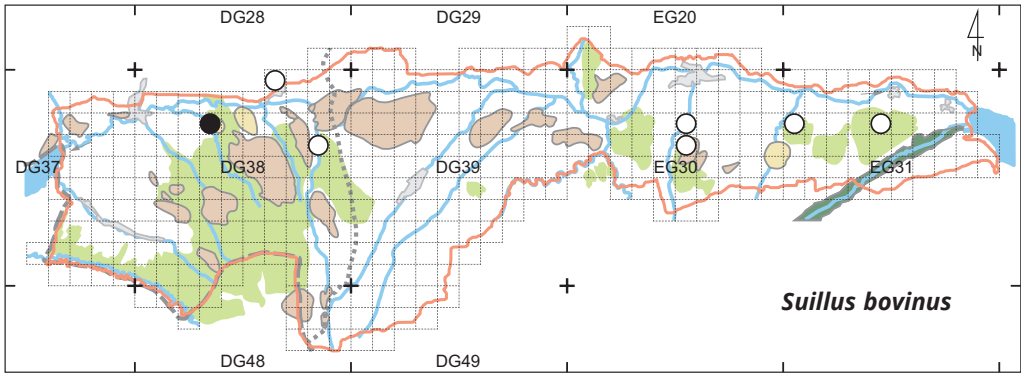 DG28 DG29 EG20
N
DG37 DG38 DG39 EG30 EG31
Suillus bovinus
DG48 DG49